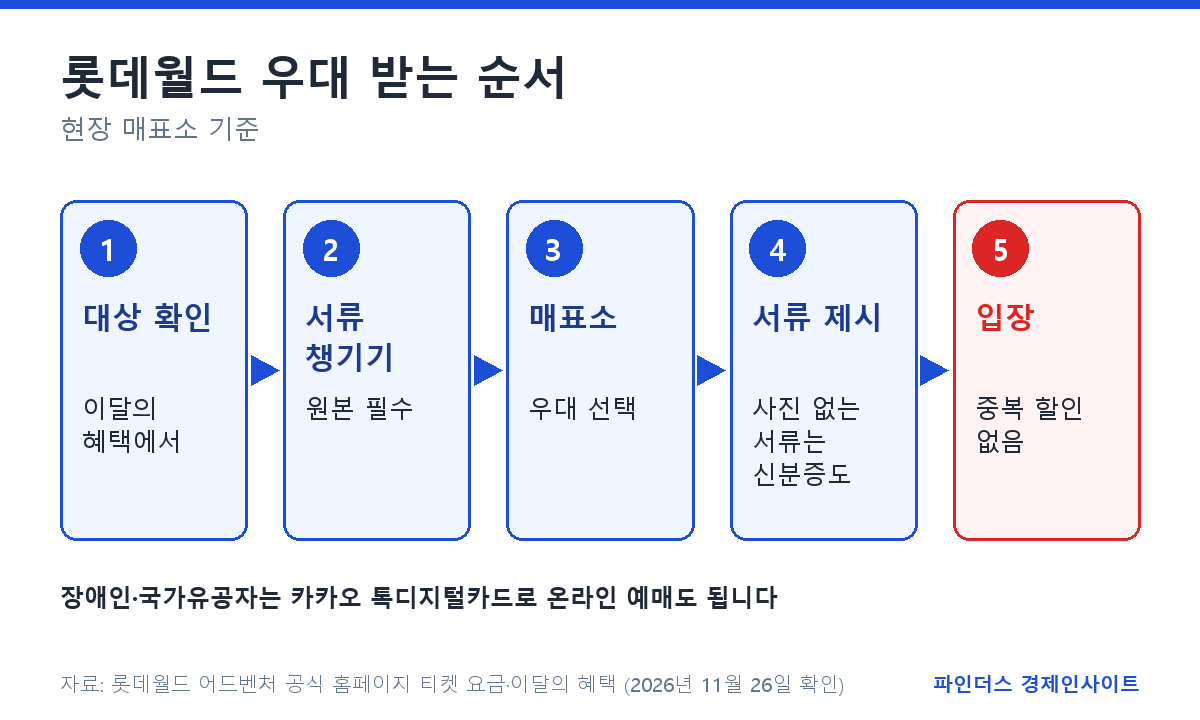 롯데월드 우대 받는 순서
현장 매표소 기준
1
대상 확인
이달의
혜택에서
2
서류
챙기기
원본 필수
3
매표소
우대 선택
4
서류 제시
사진 없는
서류는
신분증도
5
입장
중복 할인
없음
장애인·국가유공자는 카카오 톡디지털카드로 온라인 예매도 됩니다
자료: 롯데월드 어드벤처 공식 홈페이지 티켓 요금·이달의 혜택 (2026년 11월 26일 확인)
파인더스 경제인사이트